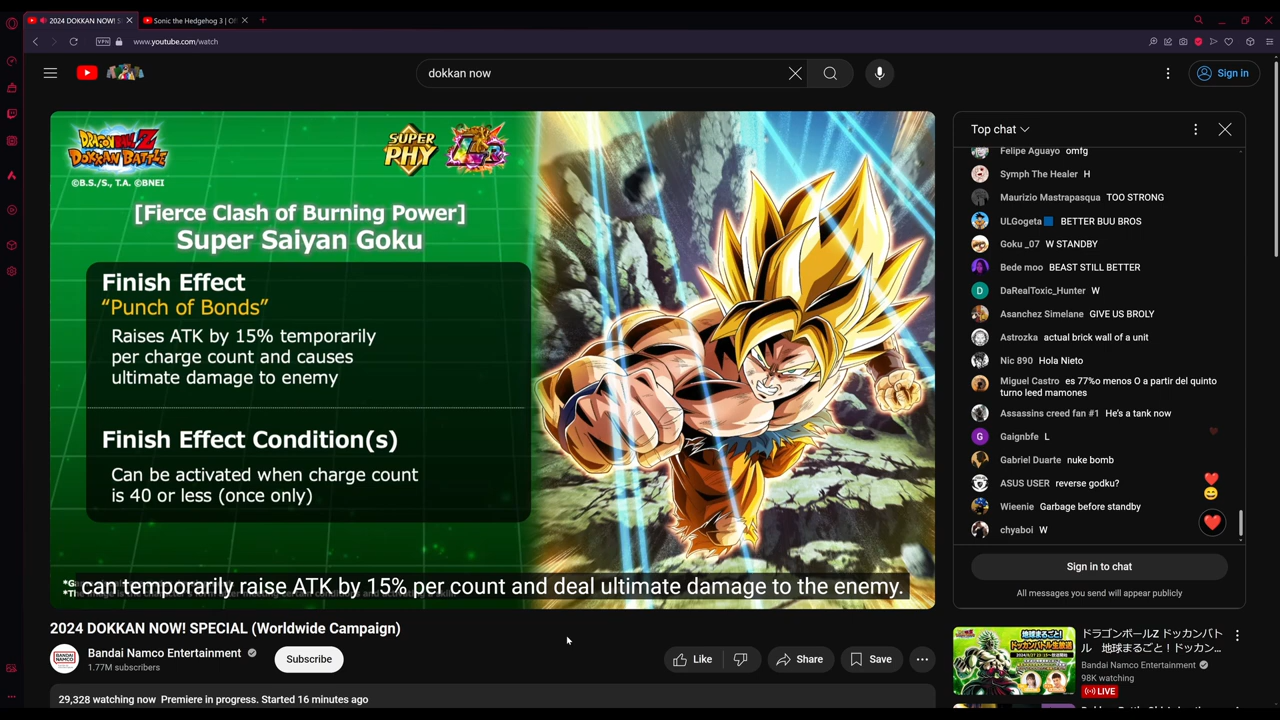 2024 DOKKAN NOW! S
Sonic the Hedgehog 3 | Of
VPN
www.youtube.com/watch
dokkan now
Sign in
DRAGON BALL Z
DOKKAN BATTLE
©B.S./S., T.A. ©BNEI
SUPER
PHY
LR
[Fierce Clash of Burning Power]
Super Saiyan Goku
Finish Effect
“Punch of Bonds”
Raises ATK by 15% temporarily
per charge count and causes
ultimate damage to enemy
Finish Effect Condition(s)
Can be activated when charge count
is 40 or less (once only)
can temporarily raise ATK by 15% per count and deal ultimate damage to the enemy.
2024 DOKKAN NOW! SPECIAL (Worldwide Campaign)
Bandai Namco Entertainment
1.77M subscribers
Subscribe
Like
Share
Save
29,328 watching now Premiere in progress. Started 16 minutes ago
Top chat
Felipe Aguayo omfg
Symph The Healer H
Maurizio Mastrapasqua TOO STRONG
ULGogeta BETTER BUU BROS
Goku _07 W STANDBY
Bede moo BEAST STILL BETTER
D DaRealToxic_Hunter W
Asanchez Simelane GIVE US BROLY
Astrozka actual brick wall of a unit
Nic 890 Hola Nieto
Miguel Castro es 77%o menos O a partir del quinto
turno leed mamones
Assassins creed fan #1 He's a tank now
G Gaignbfe L
Gabriel Duarte nuke bomb
ASUS USER reverse godku?
Wieenie Garbage before standby
chyaboi W
Sign in to chat
All messages you send will appear publicly
ドラゴンボールZ ドッカンバト
ル 地球まるごと！ドッカン...
Bandai Namco Entertainment
98K watching
LIVE